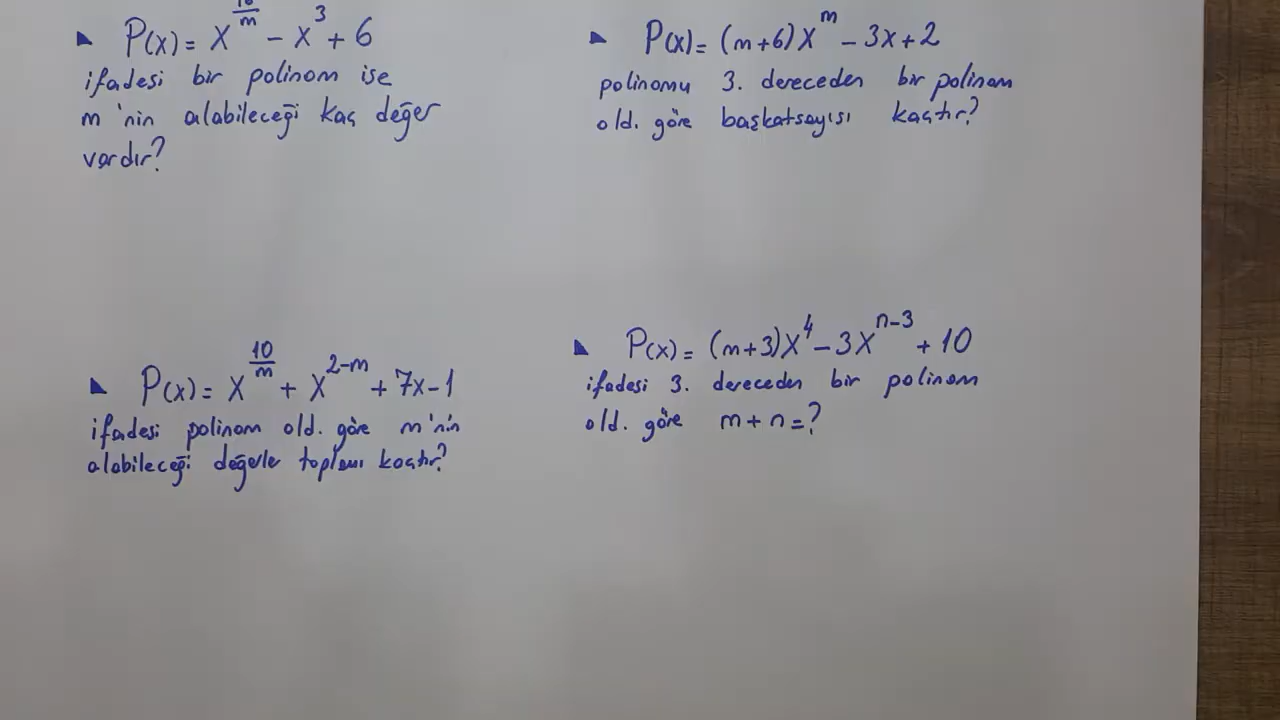 P(x) = x^(/m) - x^3 + 6
ifadesi bir polinom ise
m'nin alabileceği kaç değer
vardır?
P(x) = (m+6)x^m - 3x + 2
polinomu 3. dereceden bir polinom
old. göre başkatsayısı kaçtır?
P(x) = x^(10/m) + x^(2-m) + 7x - 1
ifadesi polinom old. göre m'nin
alabileceği değerle toplamı kaçtır?
P(x) = (m+3)x^4 - 3x^(n-3) + 10
ifadesi 3. dereceden bir polinom
old. göre m+n=?